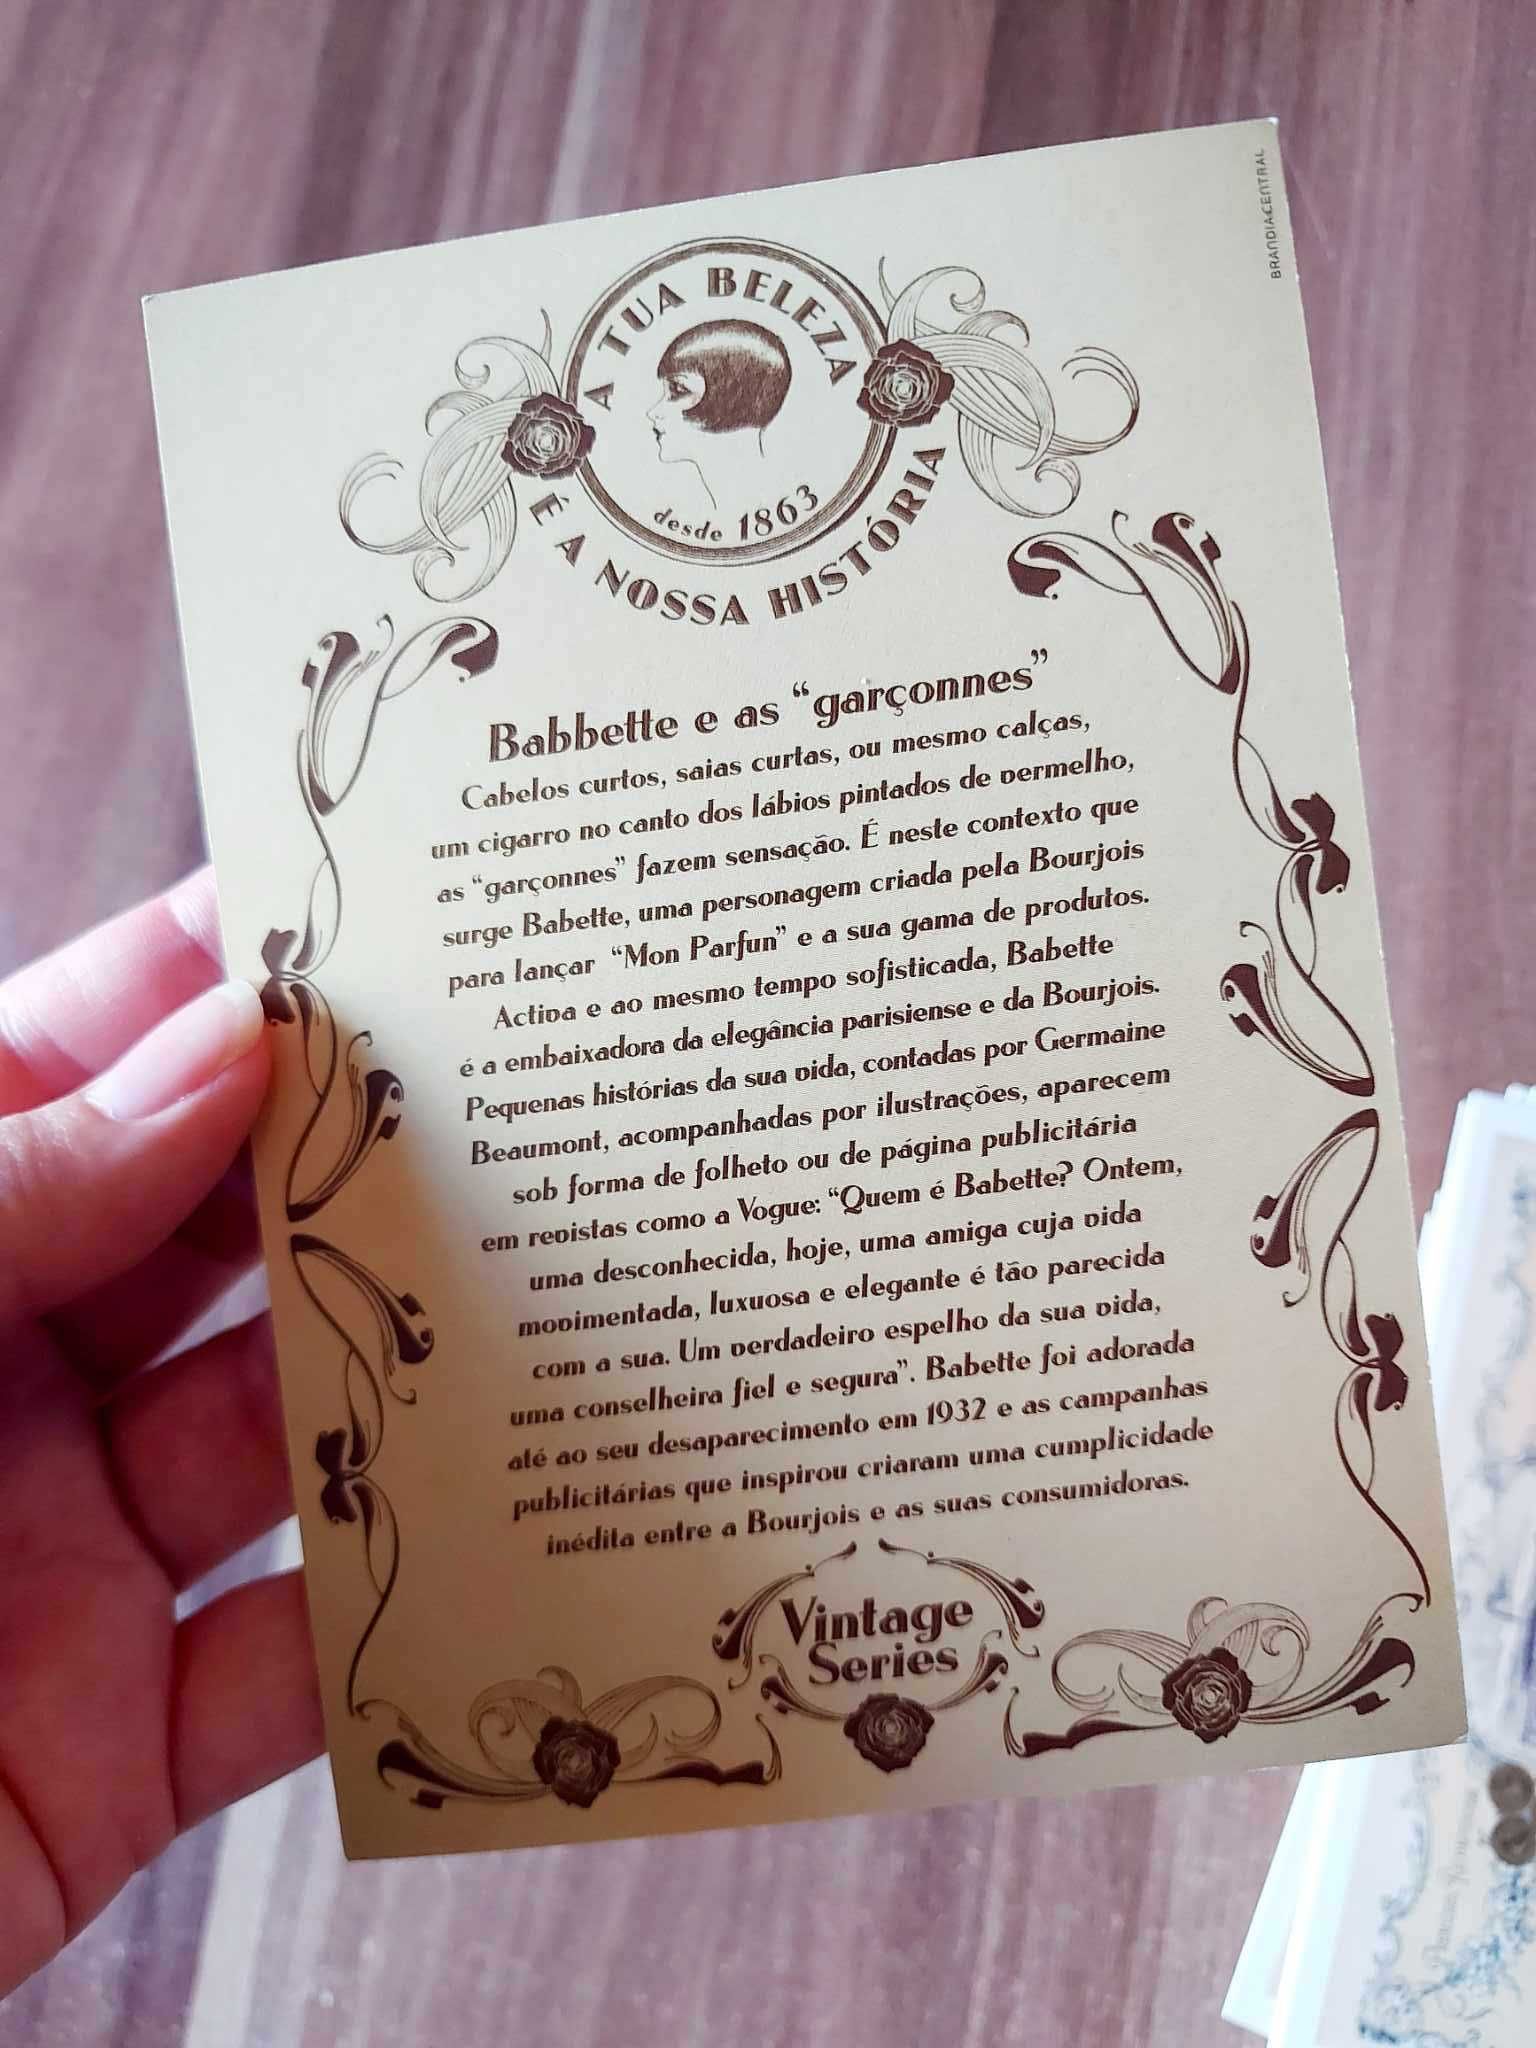 BRANDIA CENTRAL
A TUA BELEZA
desde 1863
É A NOSSA HISTÓRIA
Babbette e as “garçonnes”
Cabelos curtos, saias curtas, ou mesmo calças,
um cigarro no canto dos lábios pintados de vermelho,
as “garçonnes” fazem sensação. É neste contexto que
surge Babette, uma personagem criada pela Bourjois
para lançar “Mon Parfun” e a sua gama de produtos.
Activa e ao mesmo tempo sofisticada, Babette
é a embaixadora da elegância parisiense e da Bourjois.
Pequenas histórias da sua vida, contadas por Germaine
Beaumont, acompanhadas por ilustrações, aparecem
sob forma de folheto ou de página publicitária
em revistas como a Vogue: “Quem é Babette? Ontem,
uma desconhecida, hoje, uma amiga cuja vida
movimentada, luxuosa e elegante é tão parecida
com a sua. Um verdadeiro espelho da sua vida,
uma conselheira fiel e segura”. Babette foi adorada
até ao seu desaparecimento em 1932 e as campanhas
publicitárias que inspirou criaram uma cumplicidade
inédita entre a Bourjois e as suas consumidoras.
Vintage
Series